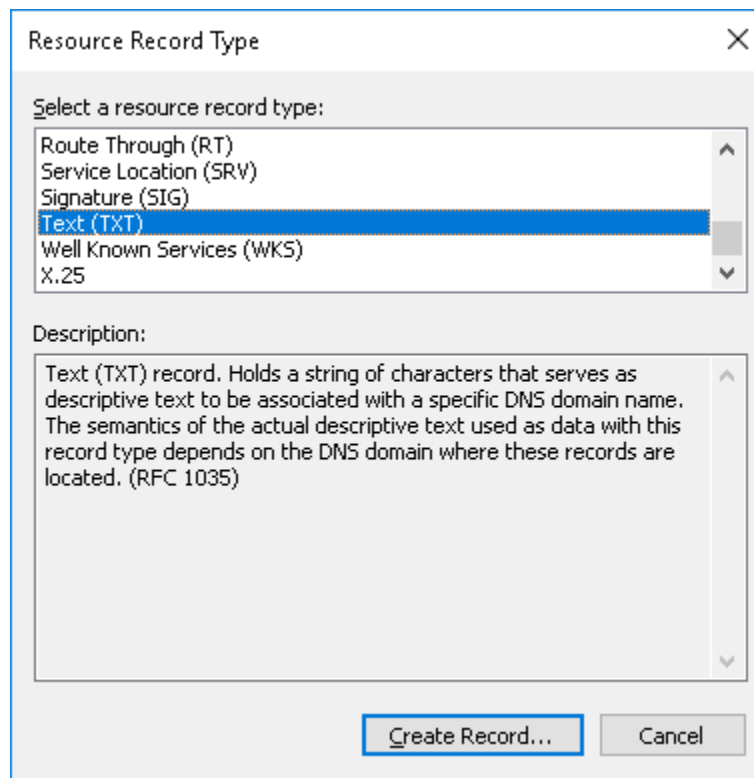 Resource Record Type
Select a resource record type:
Route Through (RT)
Service Location (SRV)
Signature (SIG)
Text (TXT)
Well Known Services (WKS)
X.25
Description:
Text (TXT) record. Holds a string of characters that serves as
descriptive text to be associated with a specific DNS domain name.
The semantics of the actual descriptive text used as data with this
record type depends on the DNS domain where these records are
located. (RFC 1035)
Create Record... Cancel